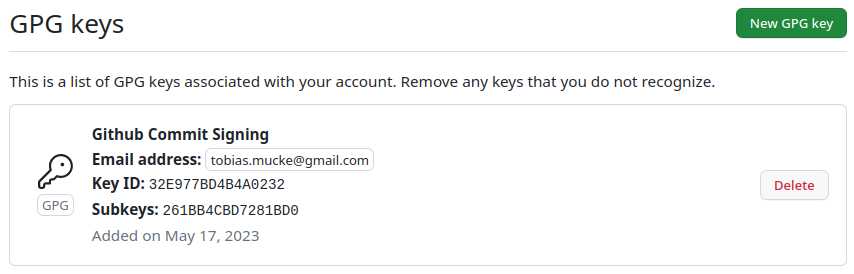 GPG keys
New GPG key
This is a list of GPG keys associated with your account. Remove any keys that you do not recognize.
Github Commit Signing
Email address: tobias.mucke@gmail.com
Key ID: 32E977BD4B4A0232
GPG
Subkeys: 261BB4CBD7281BD0
Delete
Added on May 17, 2023